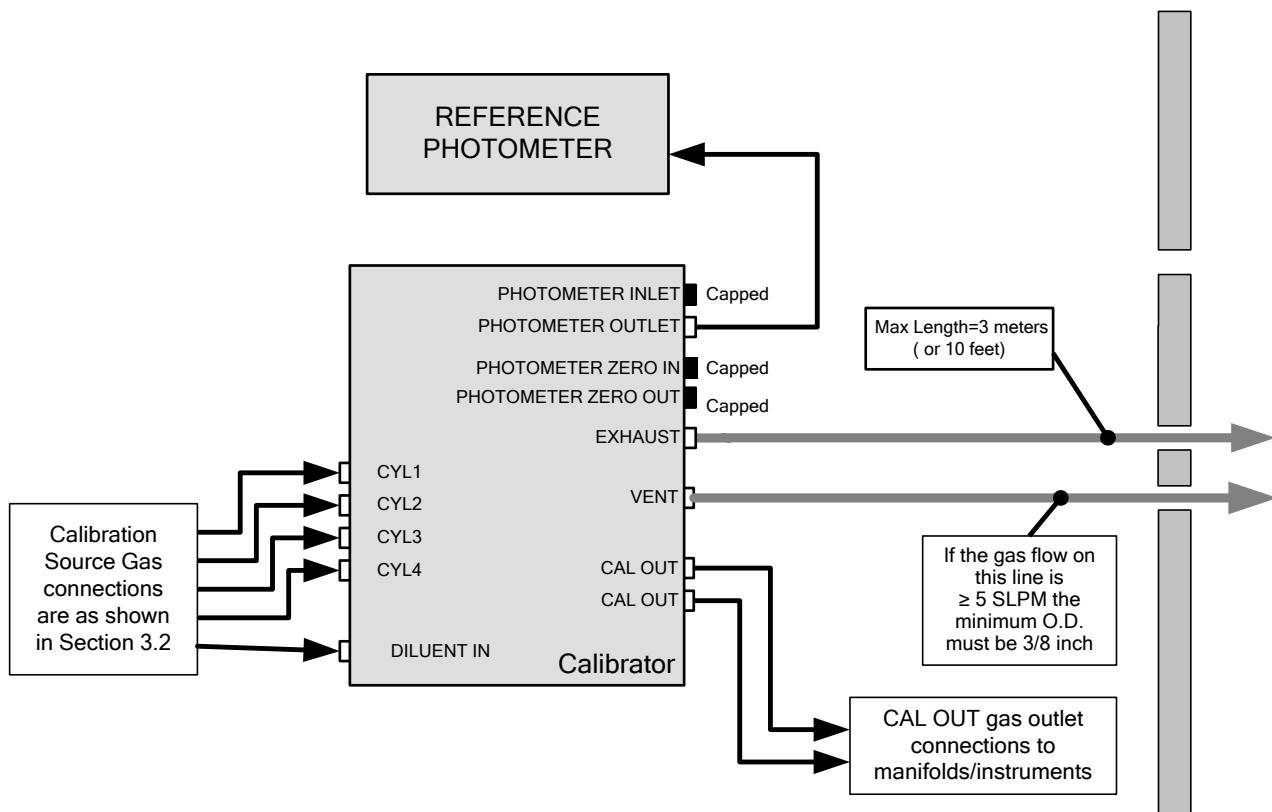 REFERENCE
PHOTOMETER
PHOTOMETER INLET
Capped
PHOTOMETER OUTLET
PHOTOMETER ZERO IN
Capped
PHOTOMETER ZERO OUT
Capped
EXHAUST
VENT
CAL OUT
CAL OUT
CYL1
CYL2
CYL3
CYL4
DILUENT IN
Calibrator
Calibration
Source Gas
connections
are as shown
in Section 3.2
Max Length=3 meters
( or 10 feet)
If the gas flow on
this line is
≥ 5 SLPM the
minimum O.D.
must be 3/8 inch
CAL OUT gas outlet
connections to
manifolds/instruments